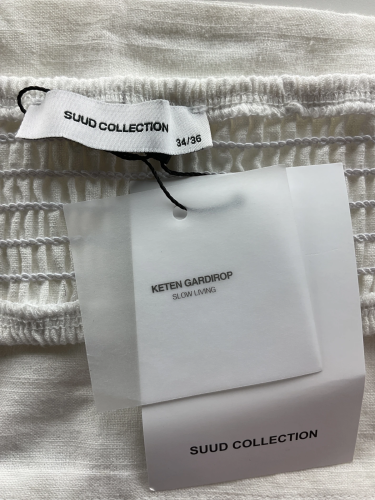 SUUD COLLECTION
34/36
KETEN GARDIROP
SLOW LIVING
SUUD COLLECTION